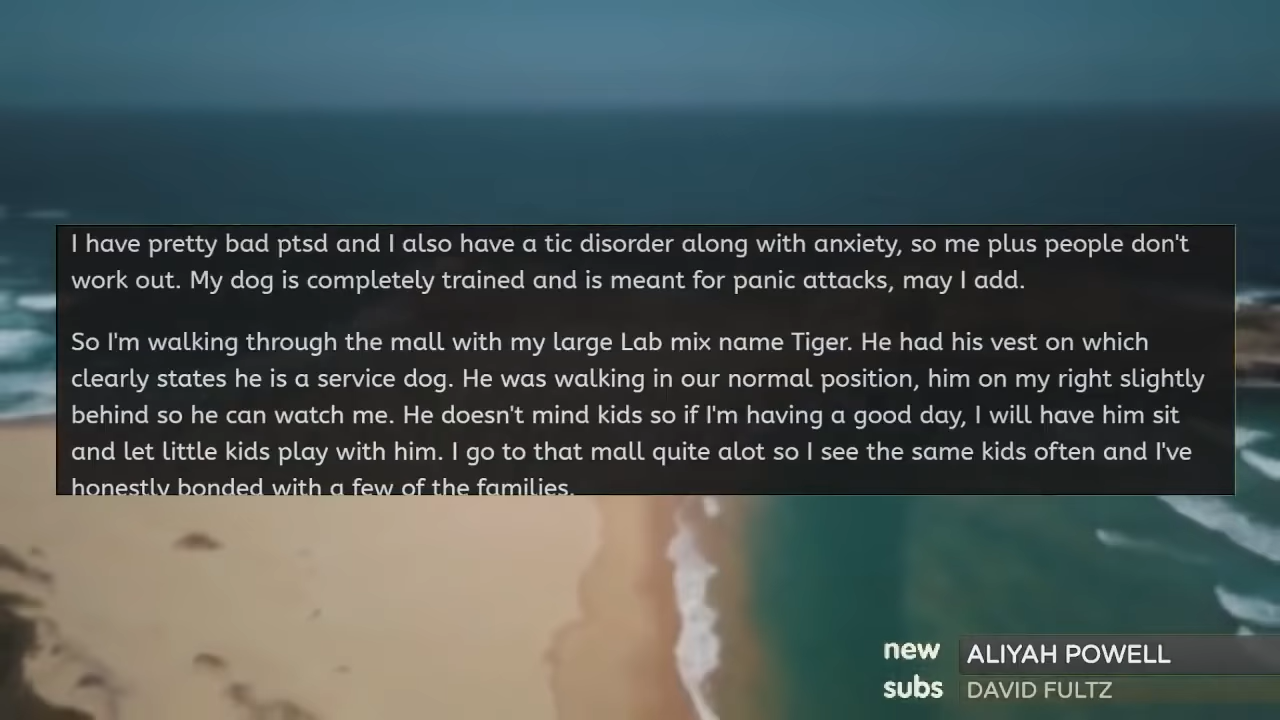 I have pretty bad ptsd and I also have a tic disorder along with anxiety, so me plus people don't
work out. My dog is completely trained and is meant for panic attacks, may I add.
So I'm walking through the mall with my large Lab mix name Tiger. He had his vest on which
clearly states he is a service dog. He was walking in our normal position, him on my right slightly
behind so he can watch me. He doesn't mind kids so if I'm having a good day, I will have him sit
and let little kids play with him. I go to that mall quite alot so I see the same kids often and I've
honestly bonded with a few of the families.
new ALIYAH POWELL
subs DAVID FULTZ